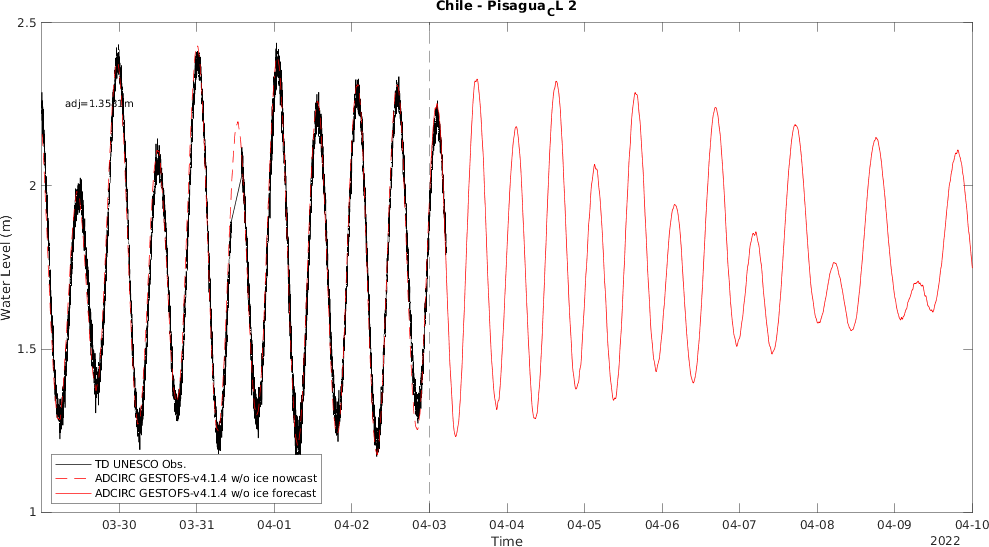 Chile - Pisagua_CL 2
2.5
adj=1.3531m
2
Water Level (m)
1.5
TD UNESCO Obs.
ADCIRC GESTOFS-v4.1.4 w/o ice nowcast
ADCIRC GESTOFS-v4.1.4 w/o ice forecast
1
03-30 03-31 04-01 04-02 04-03 04-04 04-05 04-06 04-07 04-08 04-09 04-10
Time
2022